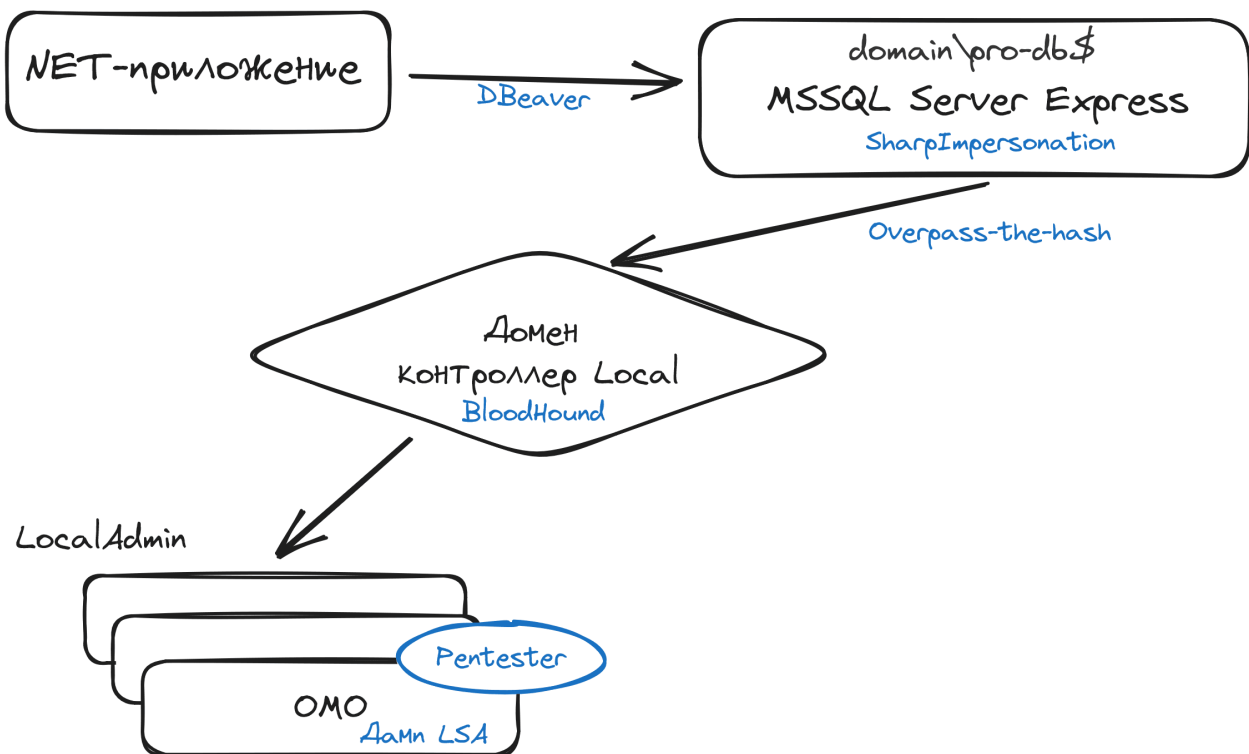 NET-приложение
DBeaver
domain\pro-db$
MSSQL Server Express
SharpImpersonation
Overpass-the-hash
Домен
контроллер Local
BloodHound
LocalAdmin
Pentester
ОМО
Дамп LSA